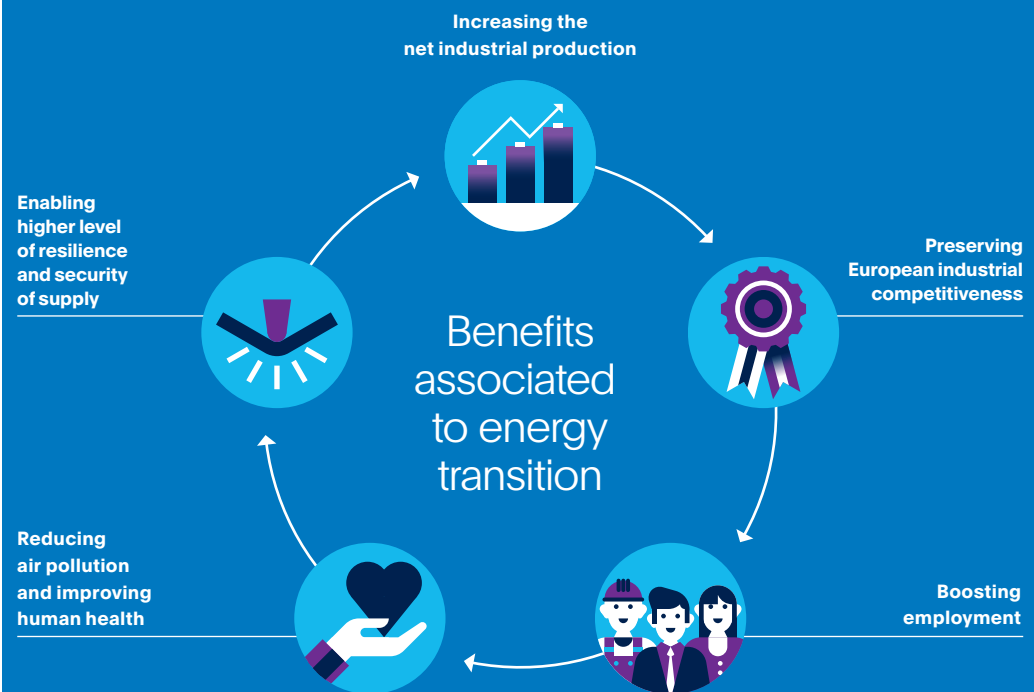 Increasing the
net industrial production
Enabling
higher level
of resilience
and security
of supply
Preserving
European industrial
competitiveness
Benefits
associated
to energy
transition
Reducing
air pollution
and improving
human health
Boosting
employment